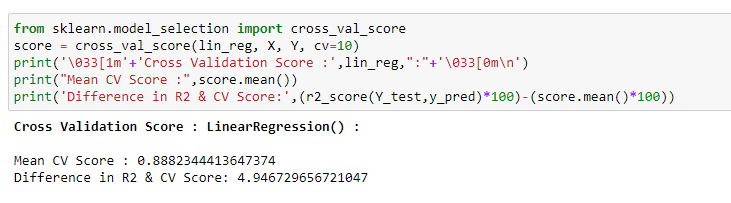 from sklearn.model_selection import cross_val_score
score = cross_val_score(lin_reg, X, Y, cv=10)
print('\033[1m'+'Cross Validation Score :',lin_reg,":"+'\033[0m\n')
print("Mean CV Score :",score.mean())
print('Difference in R2 & CV Score:',(r2_score(Y_test,y_pred)*100)-(score.mean()*100))
Cross Validation Score : LinearRegression() :
Mean CV Score : 0.8882344413647374
Difference in R2 & CV Score: 4.946729656721047